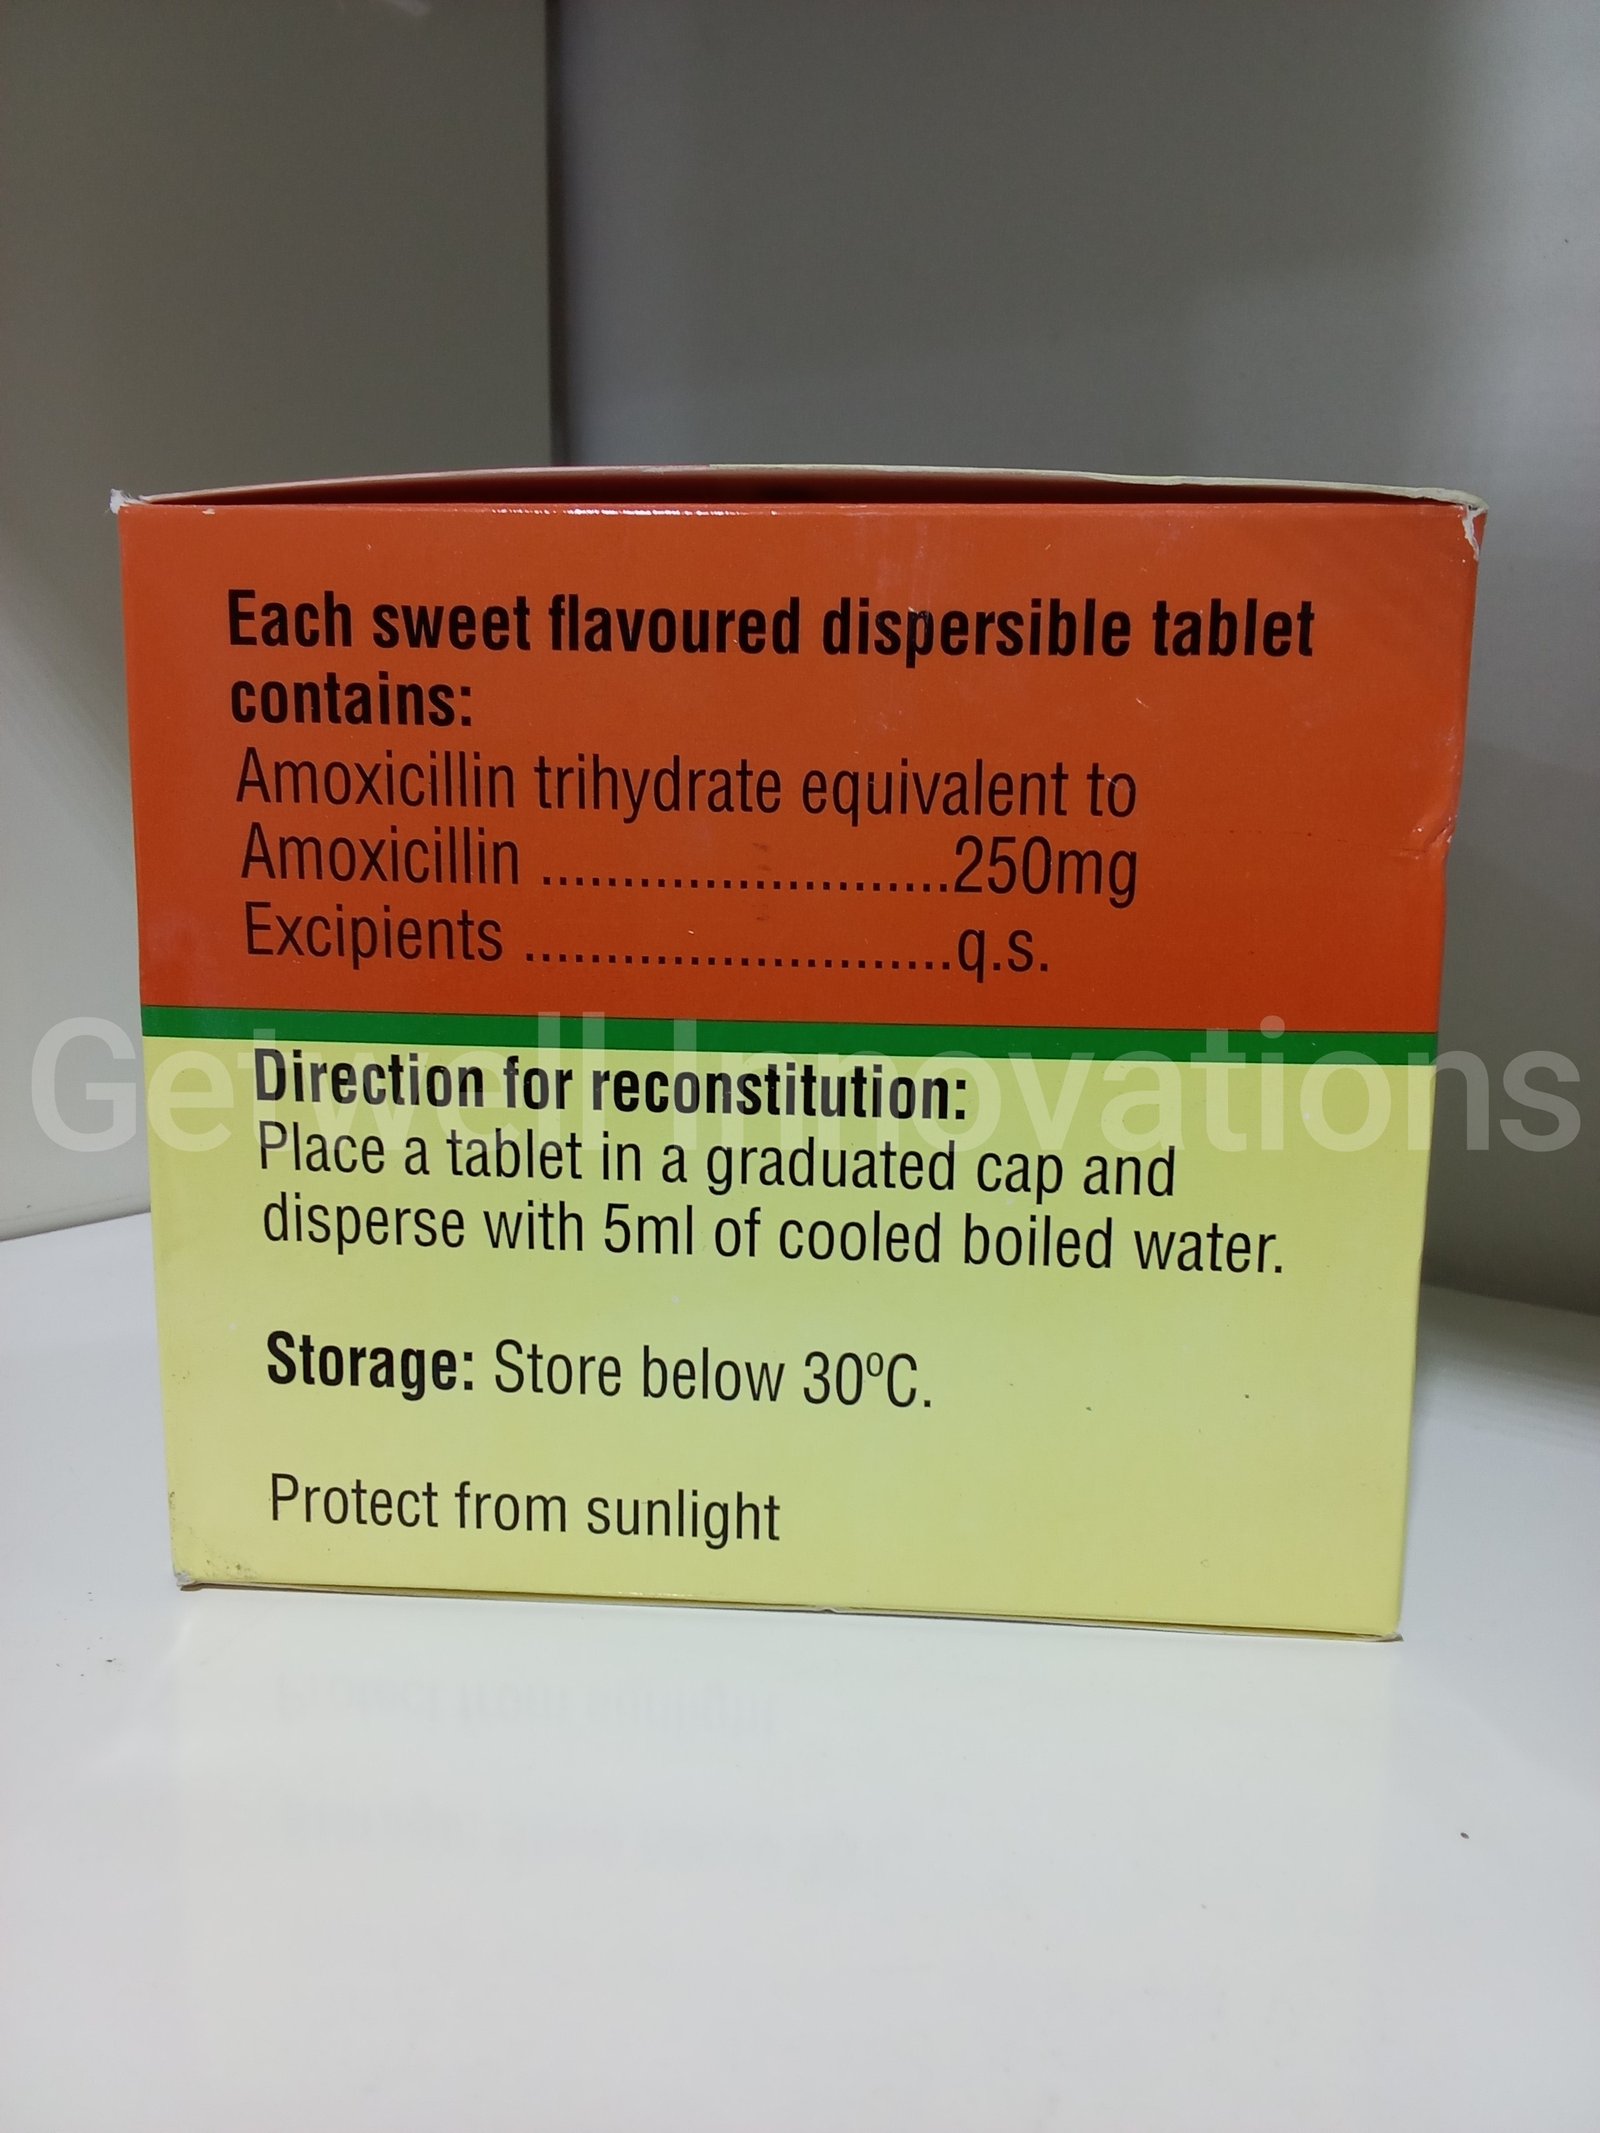 Each sweet flavoured dispersible tablet
contains:
Amoxicillin trihydrate equivalent to
Amoxicillin ..........................250mg
Excipients ...........................q.s.
Getwell Innovations
Direction for reconstitution:
Place a tablet in a graduated cap and
disperse with 5ml of cooled boiled water.
Storage: Store below 30ºC.
Protect from sunlight